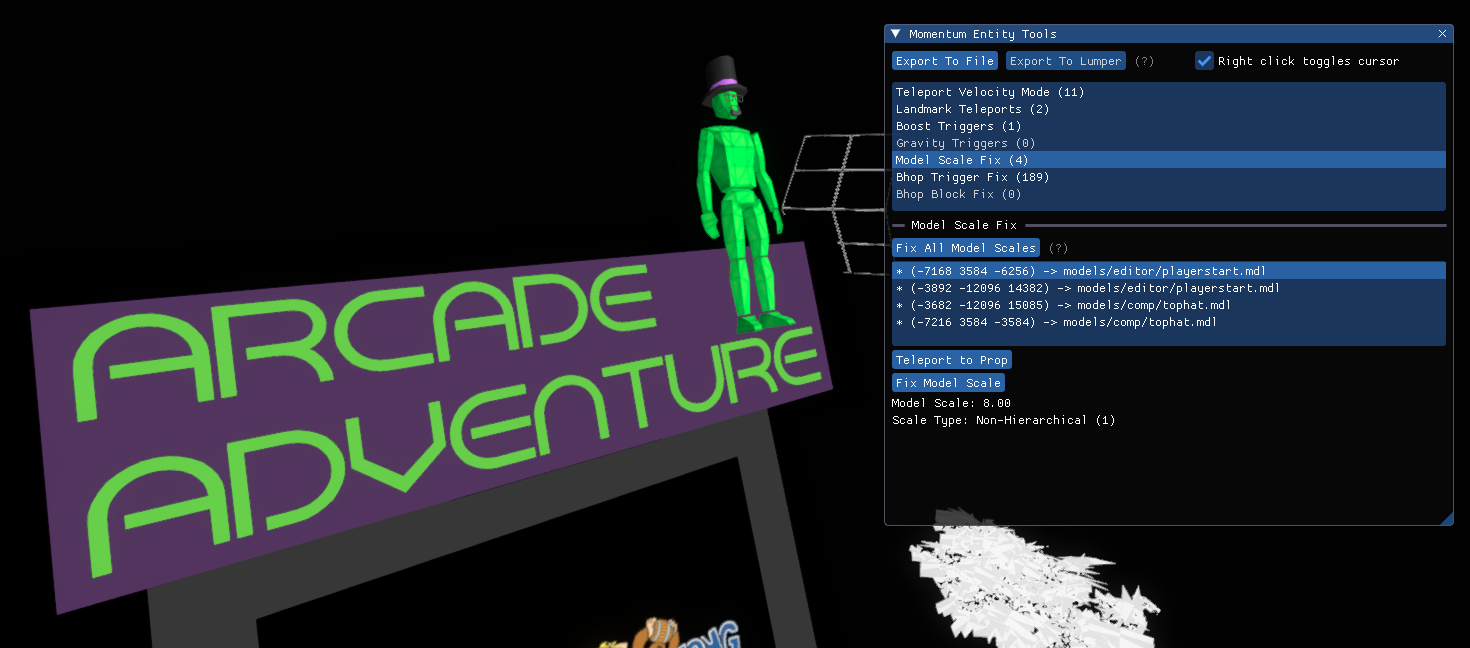 ARCADE
ADVENTURE
Momentum Entity Tools
Export To File Export To Lumper (?) Right click toggles cursor
Teleport Velocity Mode (11)
Landmark Teleports (2)
Boost Triggers (1)
Gravity Triggers (0)
Model Scale Fix (4)
Bhop Trigger Fix (189)
Bhop Block Fix (0)
Model Scale Fix
Fix All Model Scales (?)
* (-7168 3584 -6256) -> models/editor/playerstart.mdl
* (-3892 -12096 14382) -> models/editor/playerstart.mdl
* (-3682 -12096 15085) -> models/comp/tophat.mdl
* (-7216 3584 -3584) -> models/comp/tophat.mdl
Teleport to Prop
Fix Model Scale
Model Scale: 8.00
Scale Type: Non-Hierarchical (1)